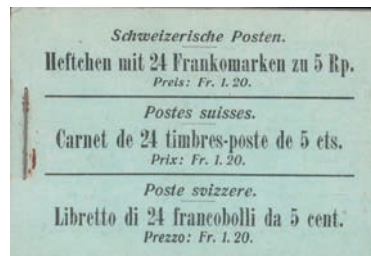 Schweizerische Posten.
Heftchen mit 24 Frankomarken zu 5 Rp.
Preis: Fr. 1. 20.
Postes suisses.
Carnet de 24 timbres-poste de 5 cts.
Prix: Fr. 1. 20.
Poste svizzere.
Libretto di 24 francobolli da 5 cent.
Prezzo: Fr. 1. 20.